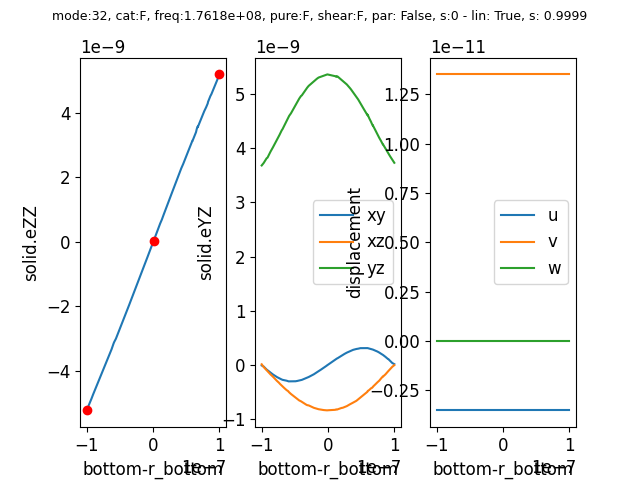 mode:32, cat:F, freq:1.7618e+08, pure:F, shear:F, par: False, s:0 - lin: True, s: 0.9999
1e−9
1e−9
1e−11
4
2
0
−2
−4
solid.eZZ
−1
0
1
1e−7
bottom-r_bottom
5
4
3
2
1
0
−1
solid.eYZ
xy
xz
yz
−1
0
1
1e−7
bottom-r_bottom
1.25
1.00
0.75
0.50
0.25
0.00
−0.25
displacement
u
v
w
−1
0
1
1e−7
bottom-r_bottom